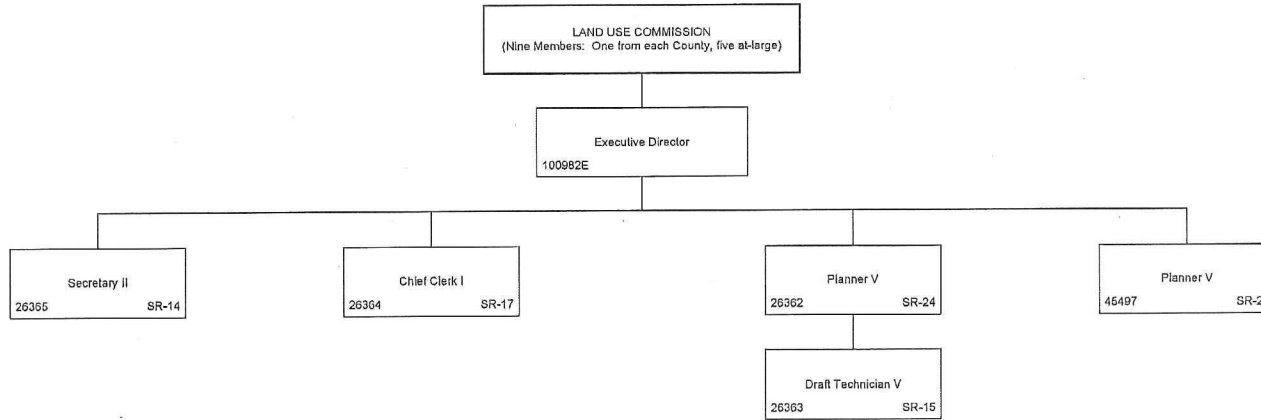 LAND USE COMMISSION
(Nine Members: One from each County, five at-large)
Executive Director
100982E
Secretary II
26365 SR-14
Chief Clerk I
26364 SR-17
Planner V
26362 SR-24
Planner V
45497
Draft Technician V
26363 SR-15